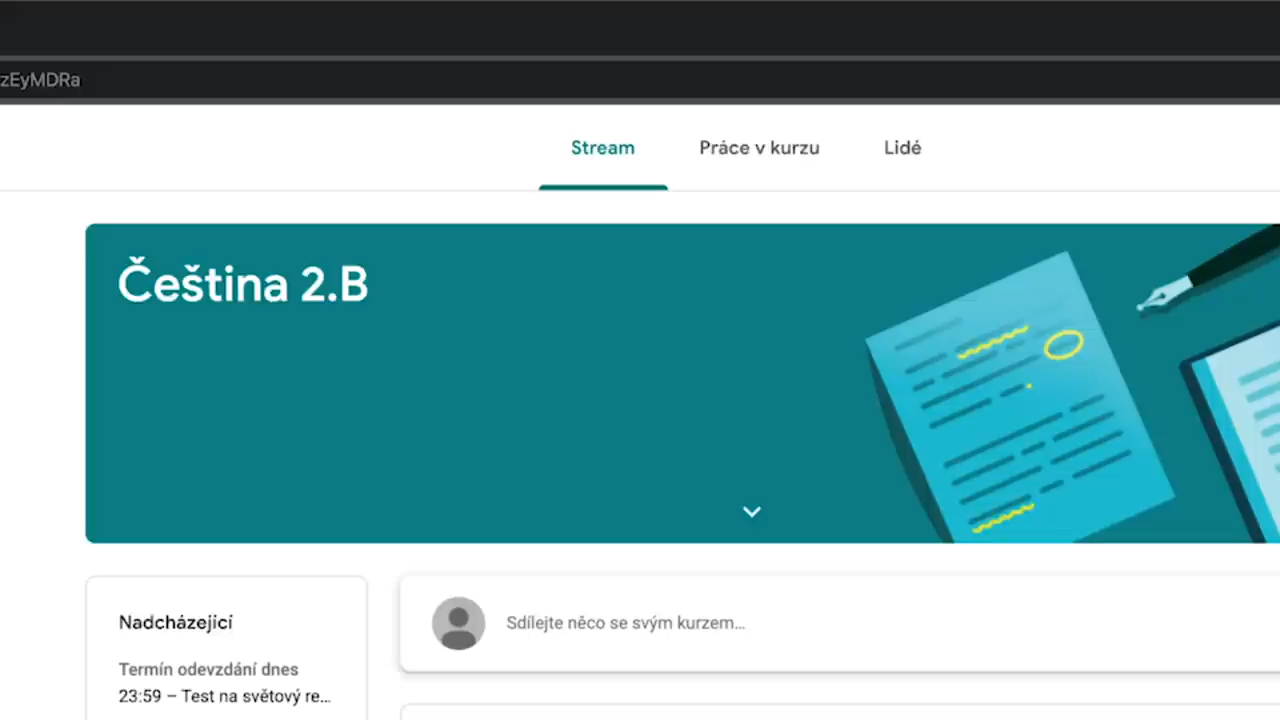 zEyMDRa
Stream
Práce v kurzu
Lidé
Čeština 2.B
Nadcházející
Sdílejte něco se svým kurzem...
Termín odevzdání dnes
23:59 – Test na světový re...